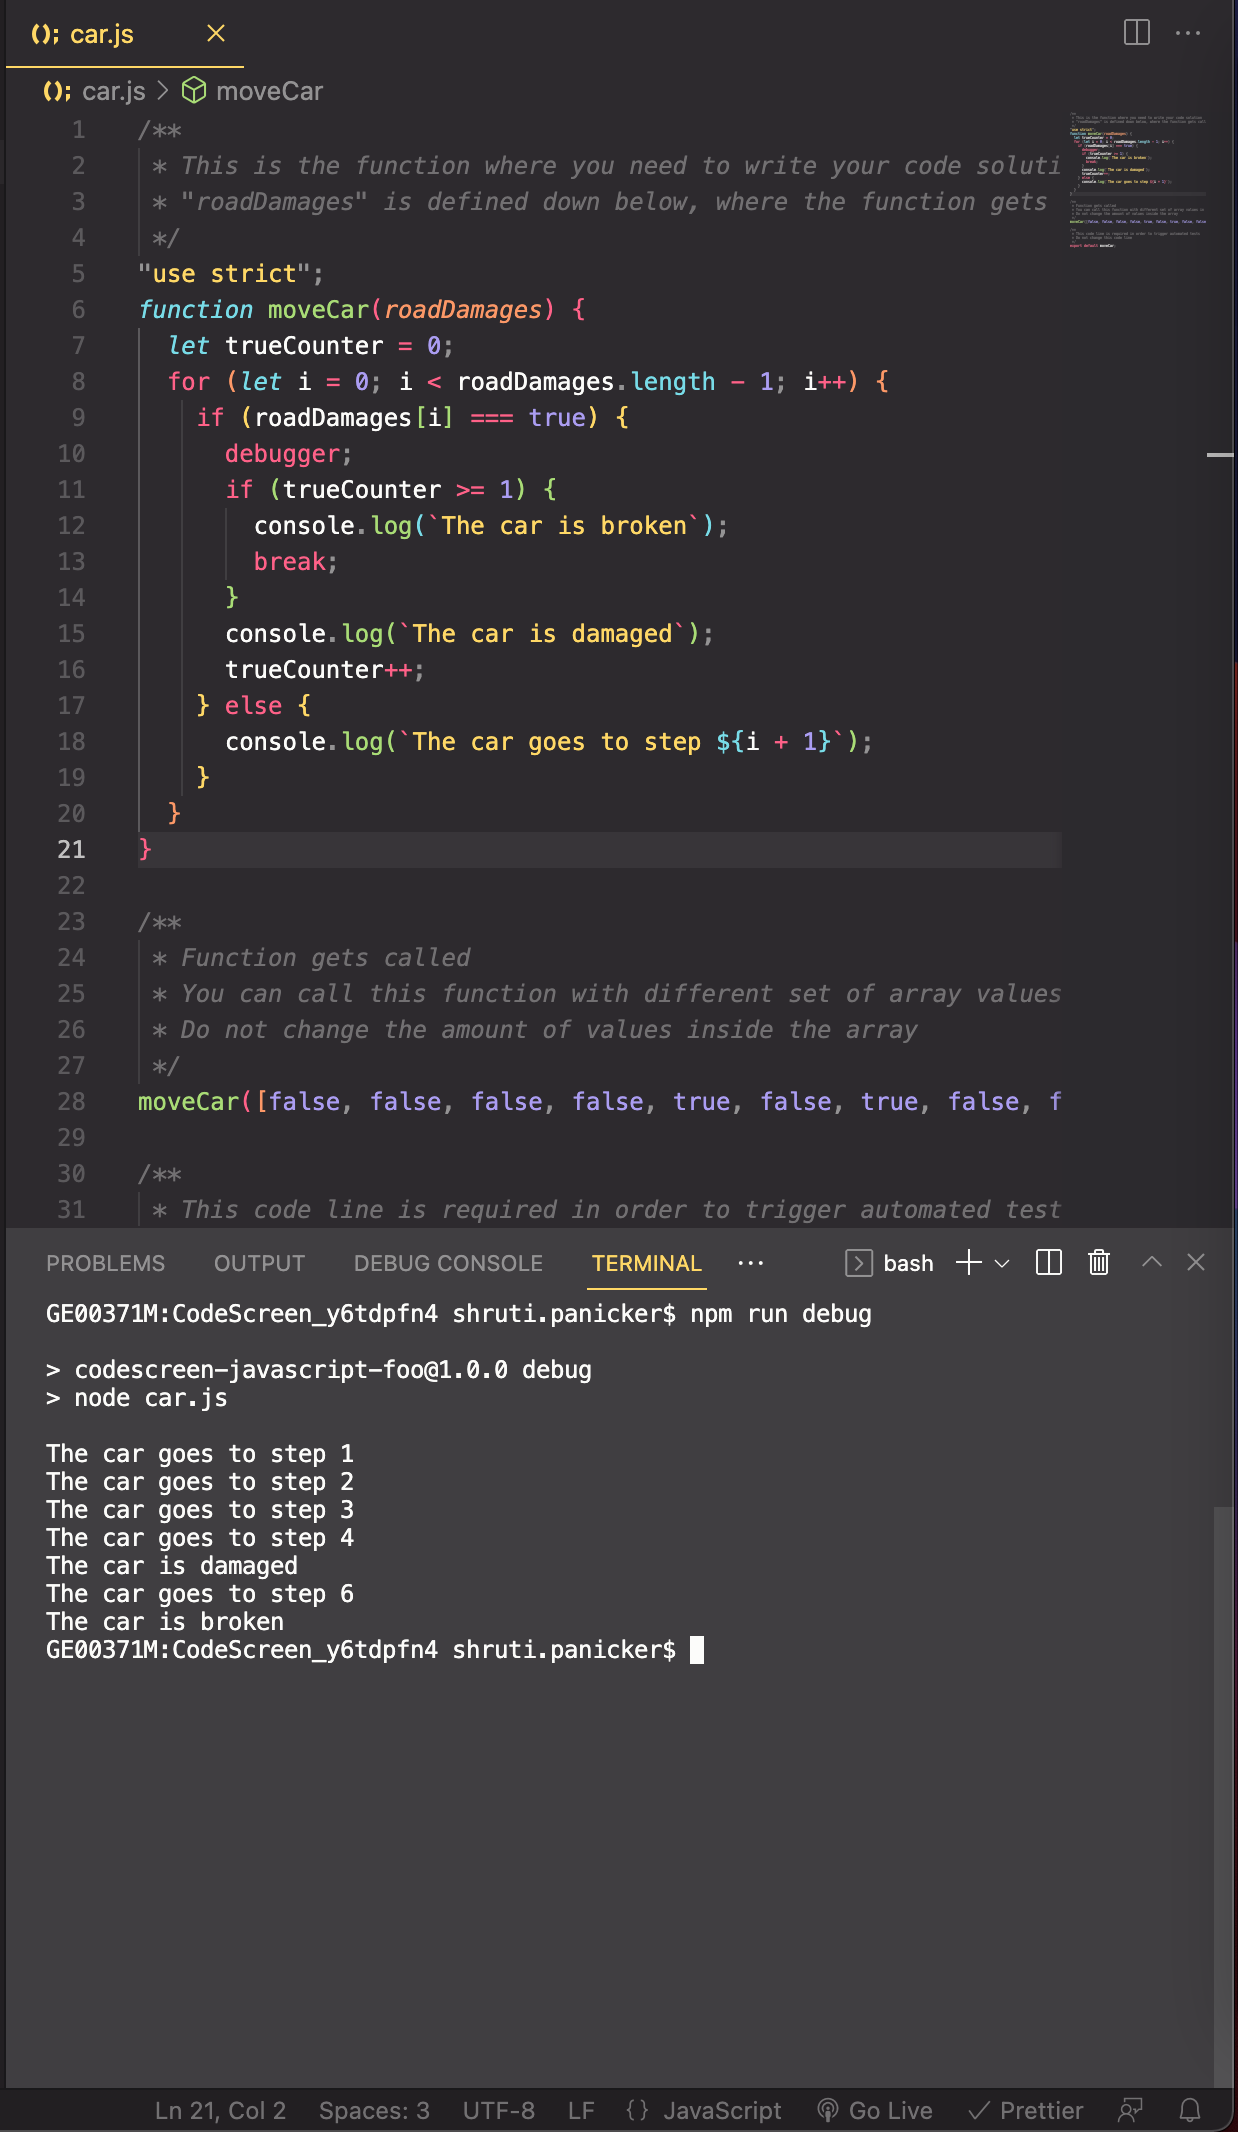 car.js
car.js > moveCar
1 /**
2  * This is the function where you need to write your code soluti
3  * "roadDamages" is defined down below, where the function gets
4  */
5 "use strict";
6 function moveCar(roadDamages) {
7   let trueCounter = 0;
8   for (let i = 0; i < roadDamages.length - 1; i++) {
9     if (roadDamages[i] === true) {
10       debugger;
11       if (trueCounter >= 1) {
12         console.log(`The car is broken`);
13         break;
14       }
15       console.log(`The car is damaged`);
16       trueCounter++;
17     } else {
18       console.log(`The car goes to step ${i + 1}`);
19     }
20   }
21 }
22
23 /**
24  * Function gets called
25  * You can call this function with different set of array values
26  * Do not change the amount of values inside the array
27  */
28 moveCar([false, false, false, false, true, false, true, false, f
29
30 /**
31  * This code line is required in order to trigger automated test
PROBLEMS OUTPUT DEBUG CONSOLE TERMINAL ··· bash
GE00371M:CodeScreen_y6tdpfn4 shruti.panicker$ npm run debug
> codescreen-javascript-foo@1.0.0 debug
> node car.js
The car goes to step 1
The car goes to step 2
The car goes to step 3
The car goes to step 4
The car is damaged
The car goes to step 6
The car is broken
GE00371M:CodeScreen_y6tdpfn4 shruti.panicker$
Ln 21, Col 2 Spaces: 3 UTF-8 LF {} JavaScript Go Live Prettier